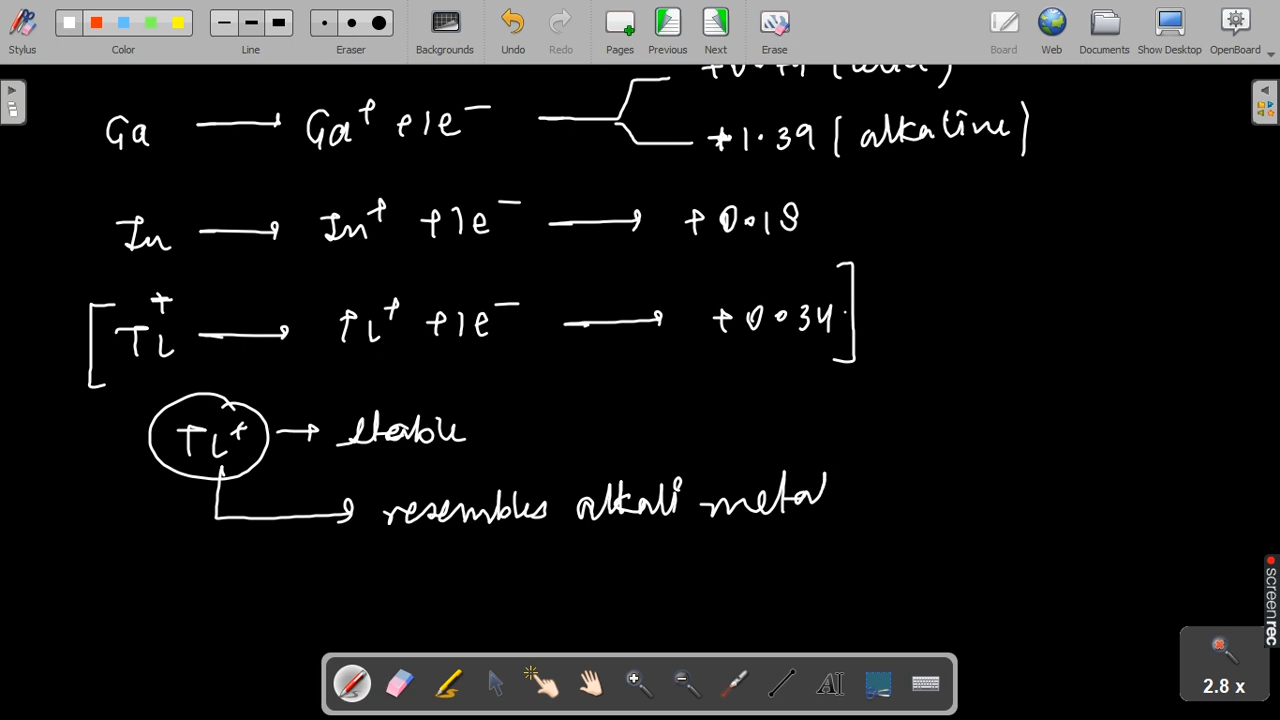 Stylus Color Line Eraser Backgrounds Undo Redo Pages Previous Next Erase Board Web Documents Show Desktop OpenBoard
Ga → Ga+ +1e− +1.39 (alkaline)
In → In+ +1e− → +0.18
[Tl+ → Tl+ +1e− → +0.34]
Tl+ → stable
→ resembles alkali metal
screenrec
2.8 x